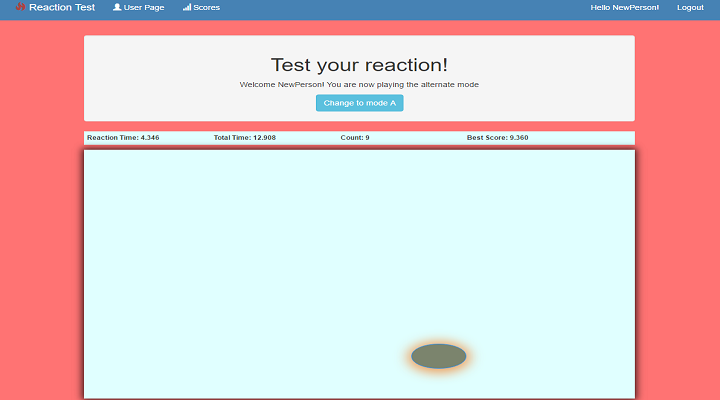 Reaction Test User Page Scores Hello NewPerson! Logout
Test your reaction!
Welcome NewPerson! You are now playing the alternate mode
Change to mode A
Reaction Time: 4.346 Total Time: 12.908 Count: 9 Best Score: 9.360